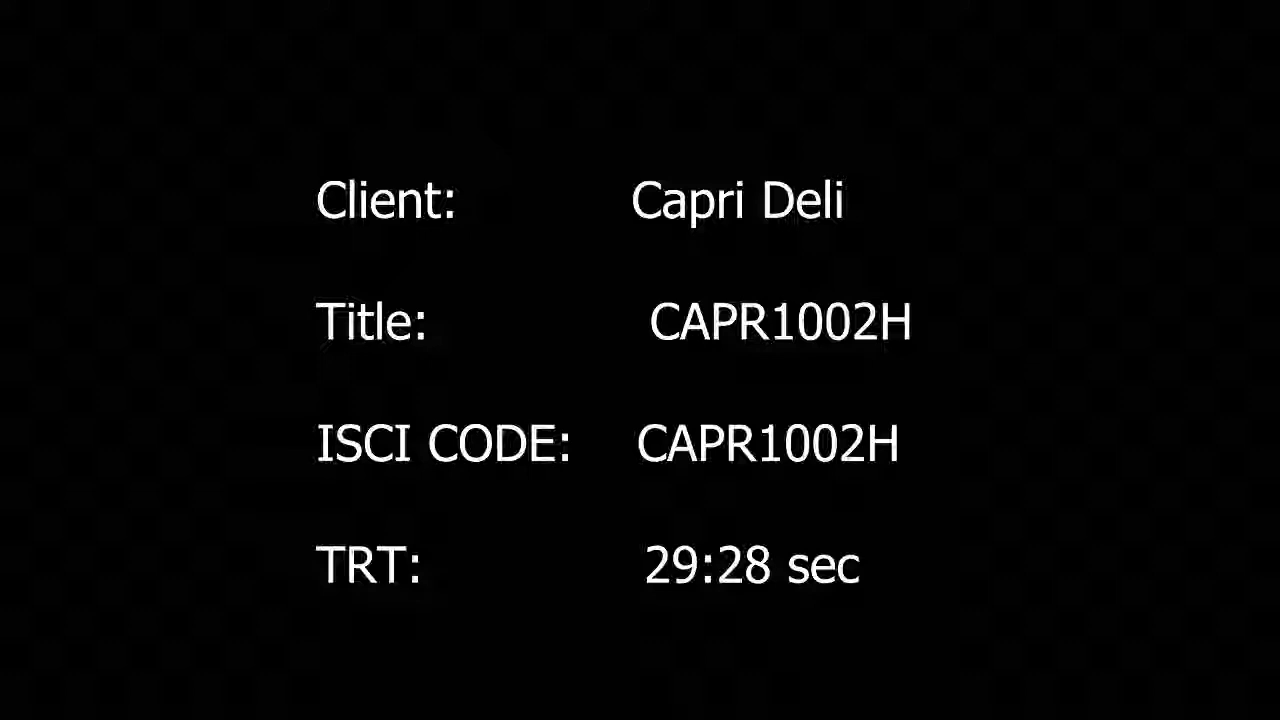 Client: Capri Deli
Title: CAPR1002H
ISCI CODE: CAPR1002H
TRT: 29:28 sec